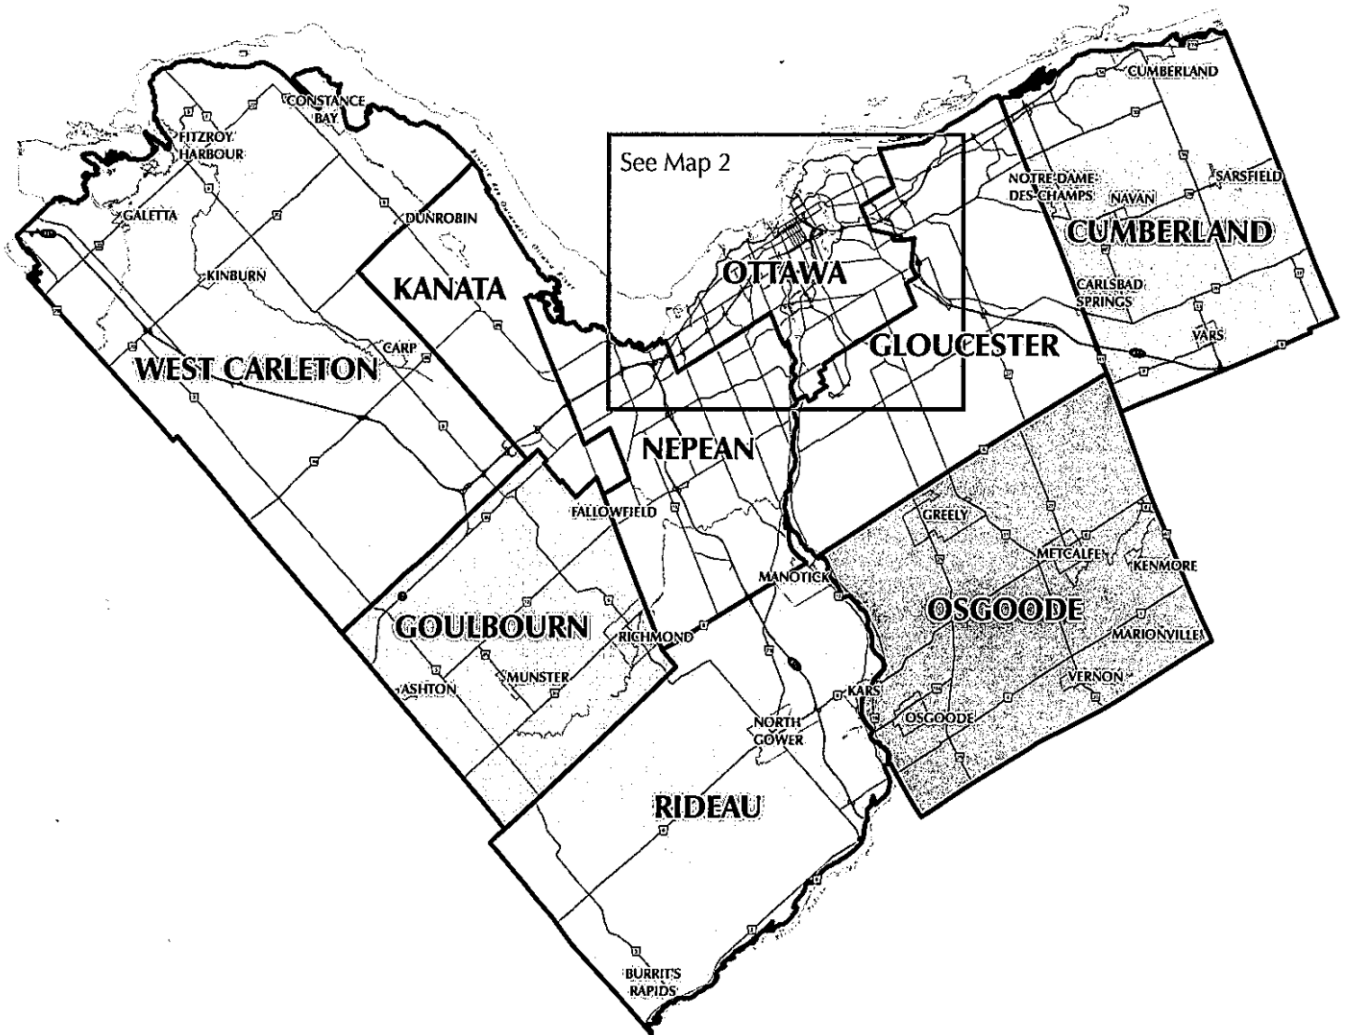 CUMBERLAND
CONSTANCE
BAY
FITZROY
HARBOUR
See Map 2
NOTRE-DAME-
DES-CHAMPS
SARSFIELD
NAVAN
GALETTA
DUNROBIN
CUMBERLAND
KINBURN
KANATA
OTTAWA
CARLSBAD
SPRINGS
VARS
CARP
GLOUCESTER
WEST CARLETON
NEPEAN
FALLOWFIELD
GREELY
METCALFE
KENMORE
MANOTICK
OSGOODE
GOULBOURN
RICHMOND
MARIONVILLE
MUNSTER
ASHTON
VERNON
KARS
OSGOODE
NORTH
GOWER
RIDEAU
BURRIT'S
RAPIDS